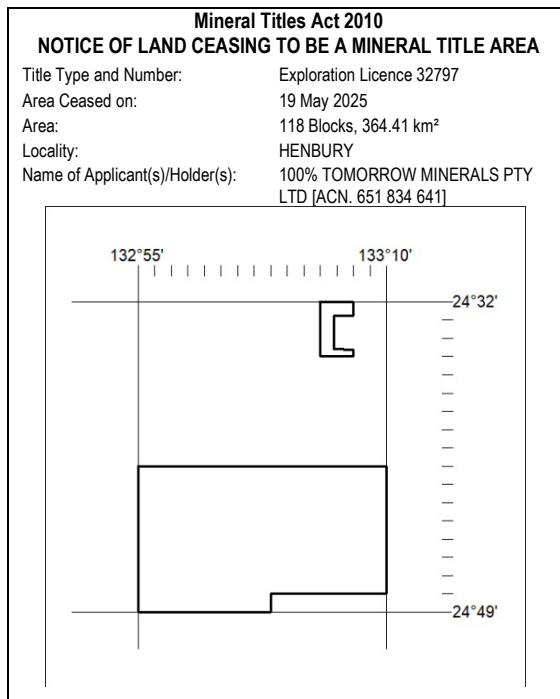 Mineral Titles Act 2010
NOTICE OF LAND CEASING TO BE A MINERAL TITLE AREA
Title Type and Number: Exploration Licence 32797
Area Ceased on: 19 May 2025
Area: 118 Blocks, 364.41 km²
Locality: HENBURY
Name of Applicant(s)/Holder(s): 100% TOMORROW MINERALS PTY
LTD [ACN. 651 834 641]
132°55' 133°10'
24°32'
24°49'